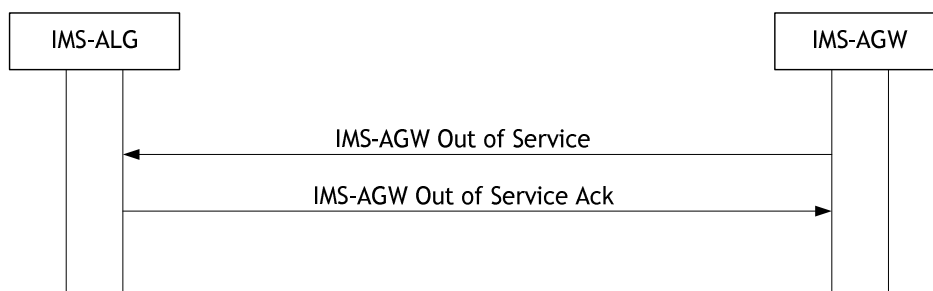 IMS-ALG
IMS-AGW
IMS-AGW Out of Service
IMS-AGW Out of Service Ack